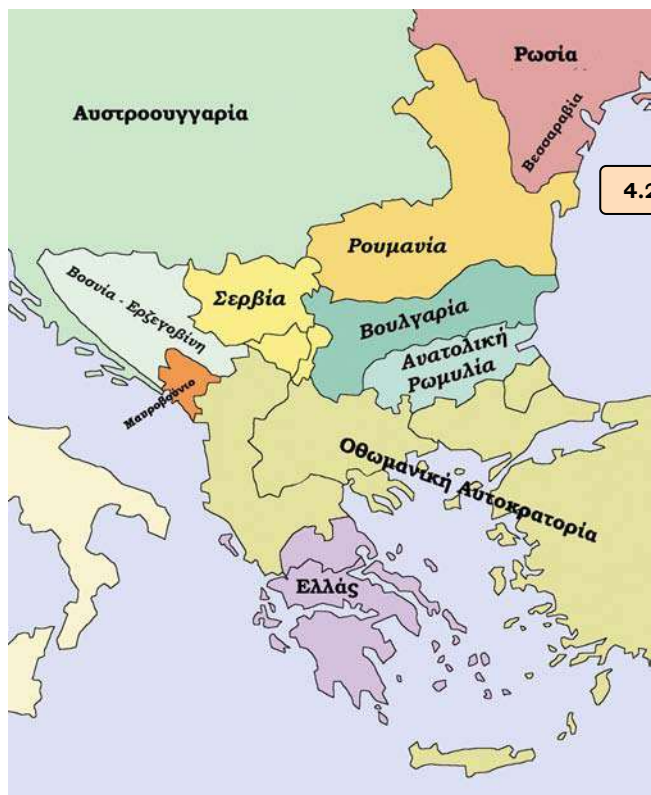 Ρωσία
Αυστροουγγαρία
Βεσσαραβία
4.2
Ρουμανία
Βοσνία - Ερζεγοβίνη
Σερβία
Βουλγαρία
Ανατολική
Ρωμυλία
Μαυροβούνιο
Οθωμανική Αυτοκρατορία
Ελλάς